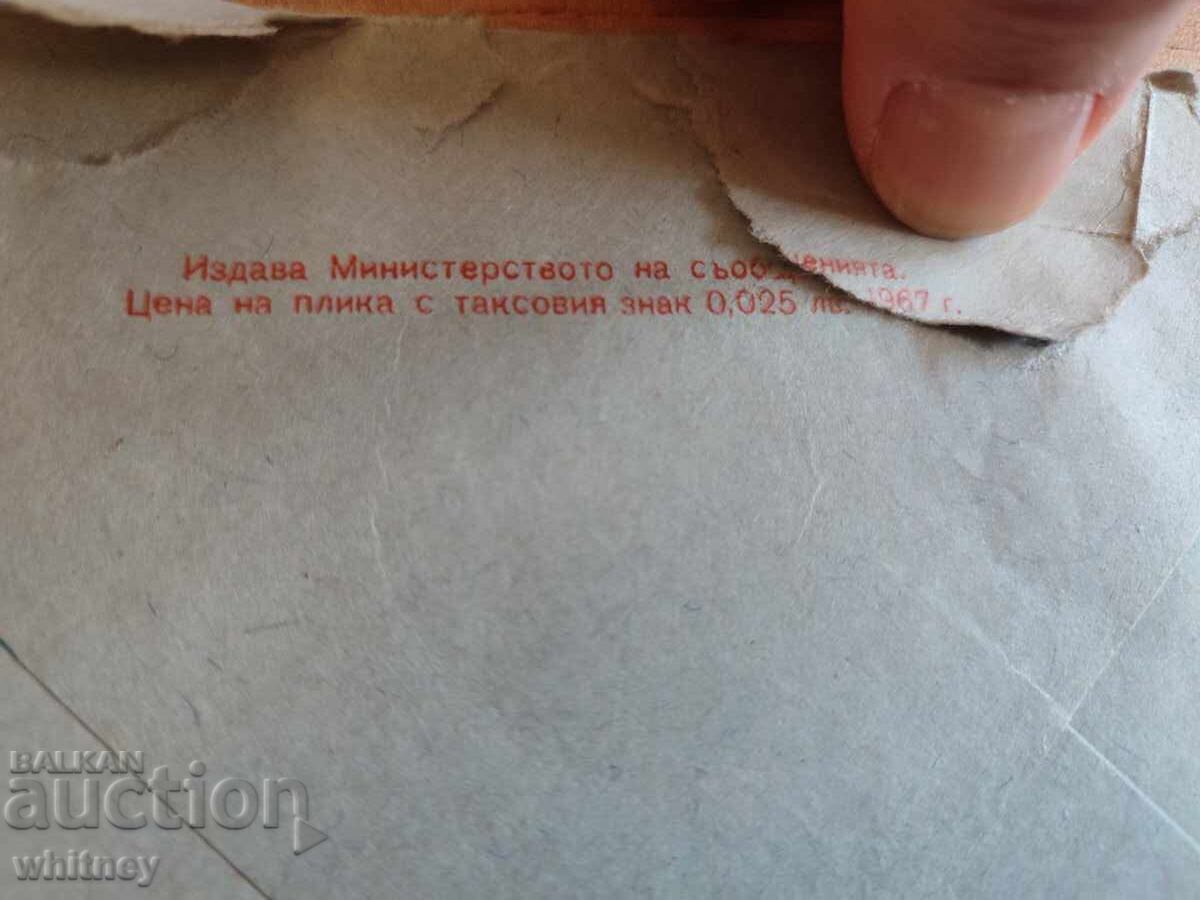 Издава Министерството на съобщенията.
Цена на плика с таксовия знак 0,025 лв. 1967 г.
BALKAN
auction
whitney